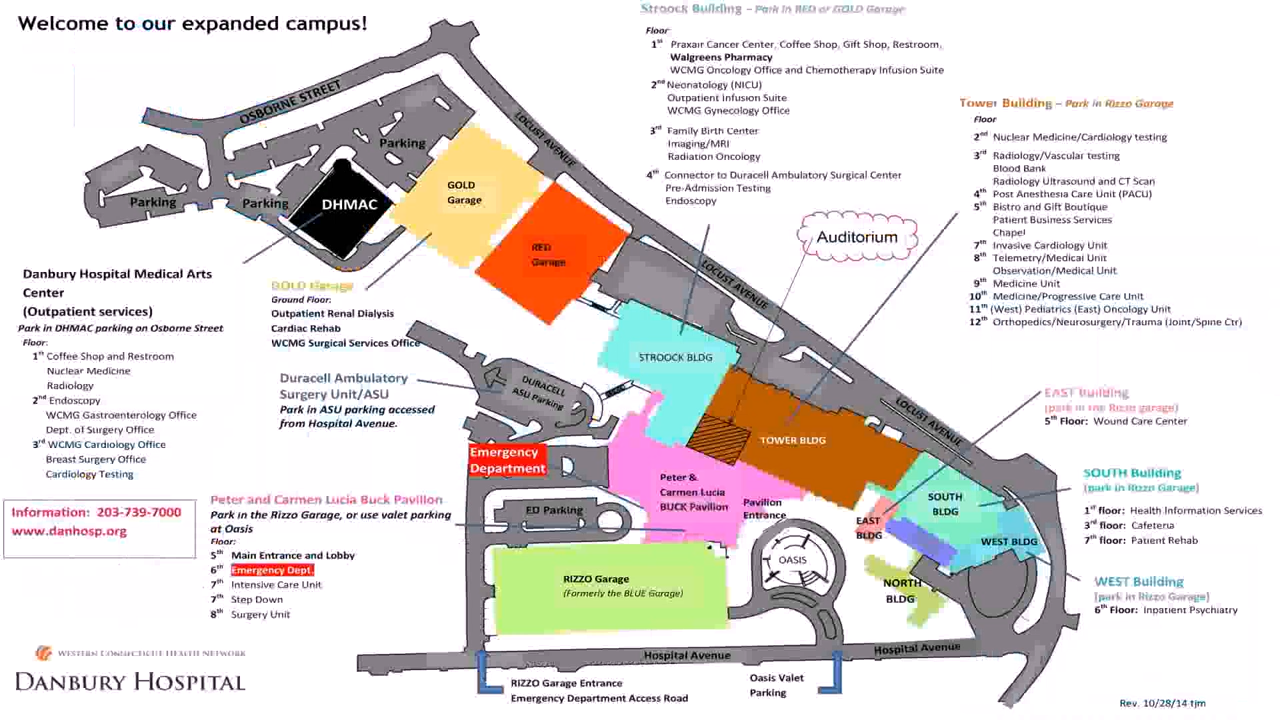 Welcome to our expanded campus!
Stroock Building – Park in RED or GOLD Garage
Floor:
1st Praxair Cancer Center, Coffee Shop, Gift Shop, Restroom,
Walgreens Pharmacy
WCMG Oncology Office and Chemotherapy Infusion Suite
2nd Neonatology (NICU)
Outpatient Infusion Suite
WCMG Gynecology Office
3rd Family Birth Center
Imaging/MRI
Radiation Oncology
4th Connector to Duracell Ambulatory Surgical Center
Pre-Admission Testing
Endoscopy
Tower Building – Park in Rizzo Garage
Floor
2nd Nuclear Medicine/Cardiology testing
3rd Radiology/Vascular testing
Blood Bank
Radiology Ultrasound and CT Scan
4th Post Anesthesia Care Unit (PACU)
5th Bistro and Gift Boutique
Patient Business Services
Chapel
7th Invasive Cardiology Unit
8th Telemetry/Medical Unit
Observation/Medical Unit
9th Medicine Unit
10th Medicine/Progressive Care Unit
11th (West) Pediatrics (East) Oncology Unit
12th Orthopedics/Neurosurgery/Trauma (Joint/Spine Ctr)
OSBORNE STREET
LOCUST AVENUE
Parking
Parking
Parking
DHMAC
GOLD
Garage
RED
Garage
Auditorium
LOCUST AVENUE
Danbury Hospital Medical Arts
Center
(Outpatient services)
Park in DHMAC parking on Osborne Street
Floor:
1st Coffee Shop and Restroom
Nuclear Medicine
Radiology
2nd Endoscopy
WCMG Gastroenterology Office
Dept. of Surgery Office
3rd WCMG Cardiology Office
Breast Surgery Office
Cardiology Testing
GOLD Garage
Ground Floor:
Outpatient Renal Dialysis
Cardiac Rehab
WCMG Surgical Services Office
Duracell Ambulatory
Surgery Unit/ASU
Park in ASU parking accessed
from Hospital Avenue.
DURACELL
ASU Parking
STROOCK BLDG
TOWER BLDG
LOCUST AVENUE
EAST Building
(park in the Rizzo garage)
5th Floor: Wound Care Center
Emergency
Department
Peter &
Carmen Lucia
BUCK Pavilion
Pavilion
Entrance
SOUTH
BLDG
EAST
BLDG
WEST BLDG
NORTH
BLDG
OASIS
ED Parking
SOUTH Building
(park in Rizzo Garage)
1st floor: Health Information Services
3rd floor: Cafeteria
7th floor: Patient Rehab
WEST Building
(park in Rizzo Garage)
6th Floor: Inpatient Psychiatry
Information: 203-739-7000
www.danhosp.org
Peter and Carmen Lucia Buck Pavilion
Park in the Rizzo Garage, or use valet parking
at Oasis
Floor:
5th Main Entrance and Lobby
6th Emergency Dept.
7th Intensive Care Unit
7th Step Down
8th Surgery Unit
RIZZO Garage
(Formerly the BLUE Garage)
Hospital Avenue
Hospital Avenue
WESTERN CONNECTICUT HEALTH NETWORK
DANBURY HOSPITAL
RIZZO Garage Entrance
Emergency Department Access Road
Oasis Valet
Parking
Rev. 10/28/14 tjm